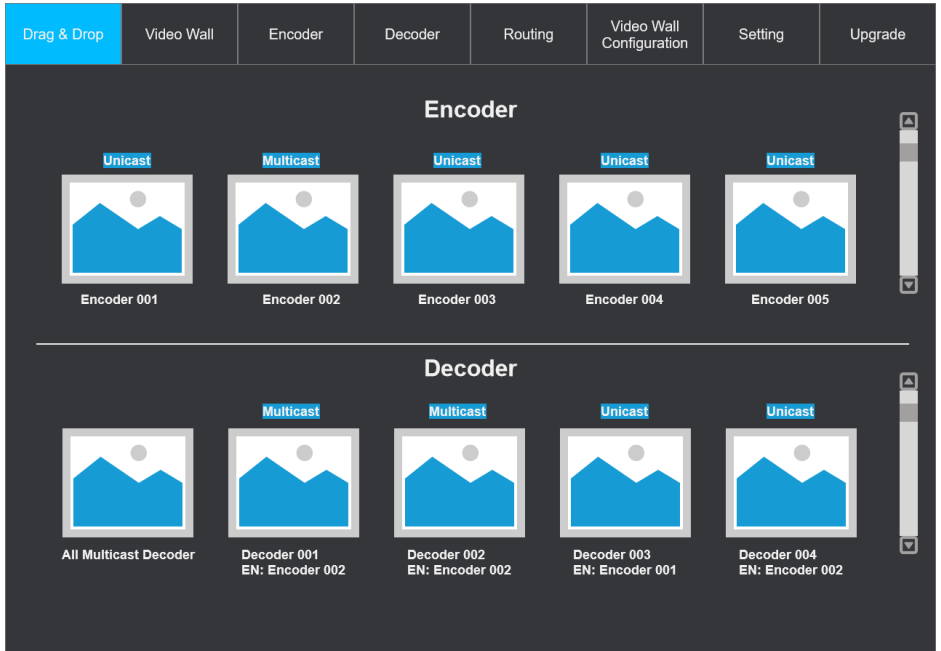 Drag & Drop
Video Wall
Encoder
Decoder
Routing
Video Wall
Configuration
Setting
Upgrade
Encoder
Unicast
Multicast
Unicast
Unicast
Unicast
Encoder 001
Encoder 002
Encoder 003
Encoder 004
Encoder 005
Decoder
Multicast
Multicast
Unicast
Unicast
All Multicast Decoder
Decoder 001
EN: Encoder 002
Decoder 002
EN: Encoder 002
Decoder 003
EN: Encoder 001
Decoder 004
EN: Encoder 002